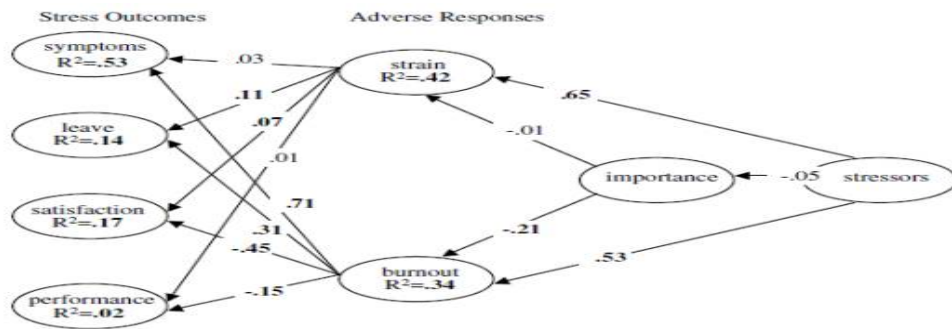 Stress Outcomes
Adverse Responses
symptoms
R²=.53
.03
strain
R²=.42
.11
.65
leave
R²=.14
.07
-.01
.01
importance
-.05
stressors
satisfaction
R²=.17
.71
.31
-.21
-.45
.53
burnout
R²=.34
-.15
performance
R²=.02